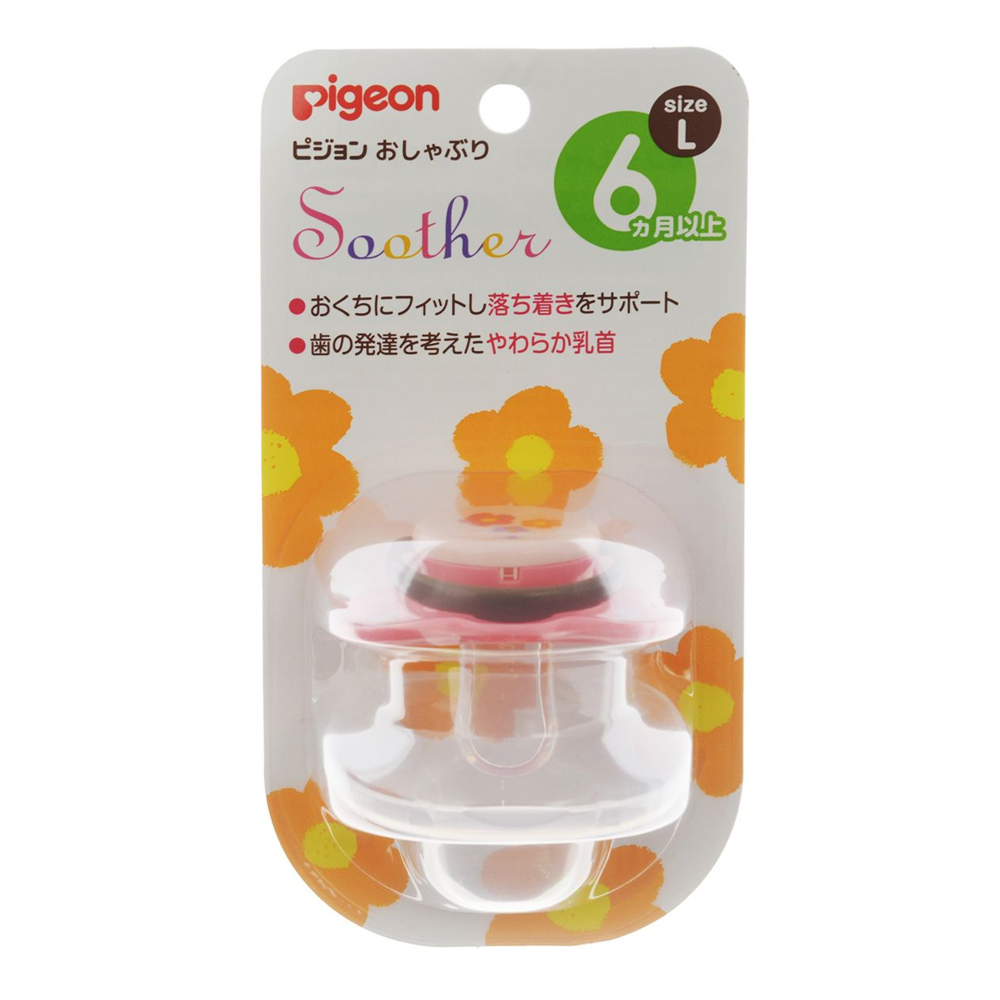 pigeon
ピジョン おしゃぶり
size
L
6
ヵ月以上
Soother
●おくちにフィットし落ち着きをサポート
●歯の発達を考えたやわらか乳首